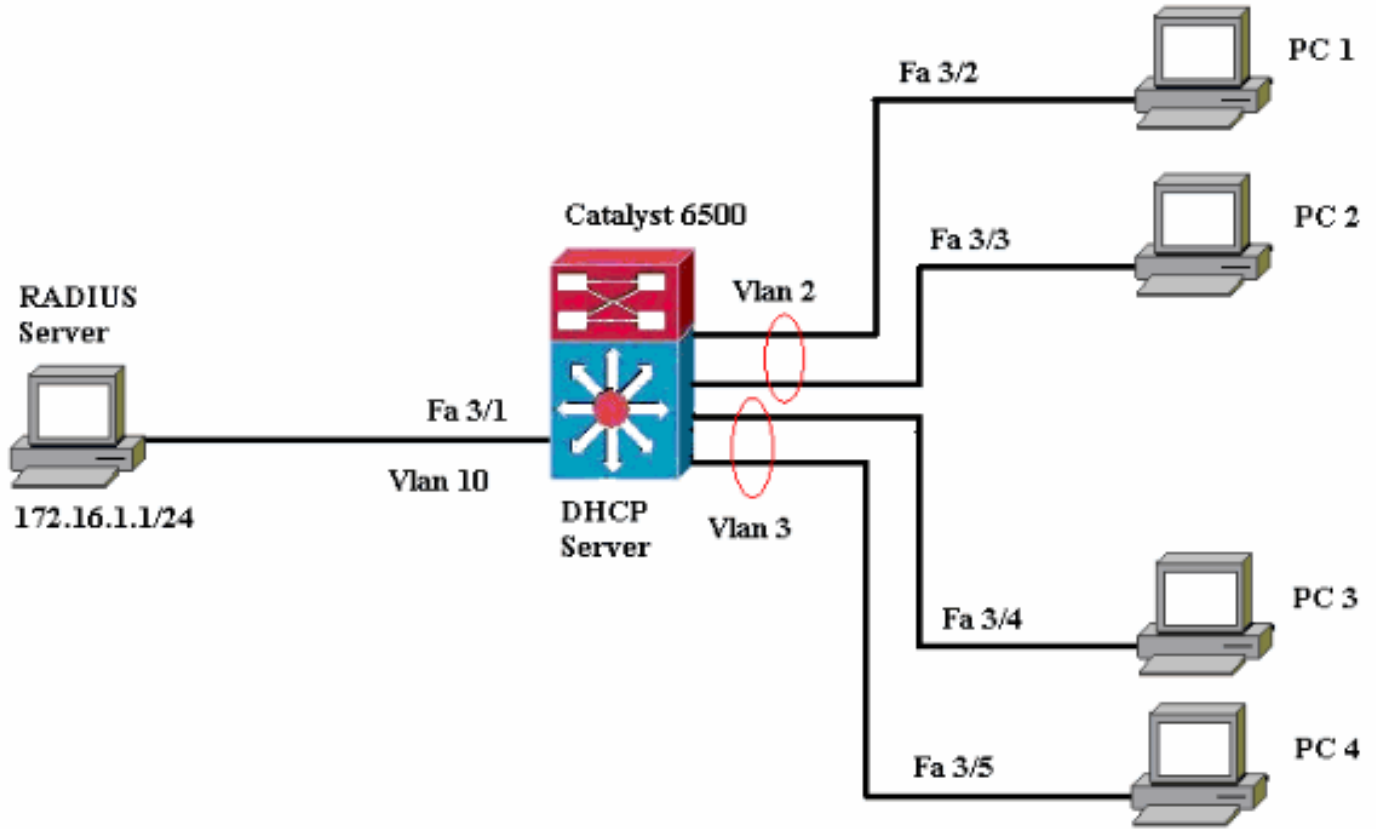 PC 1
Fa 3/2
PC 2
Catalyst 6500
Fa 3/3
Vlan 2
RADIUS
Server
Fa 3/1
Vlan 10
172.16.1.1/24
DHCP
Server
Vlan 3
PC 3
Fa 3/4
PC 4
Fa 3/5